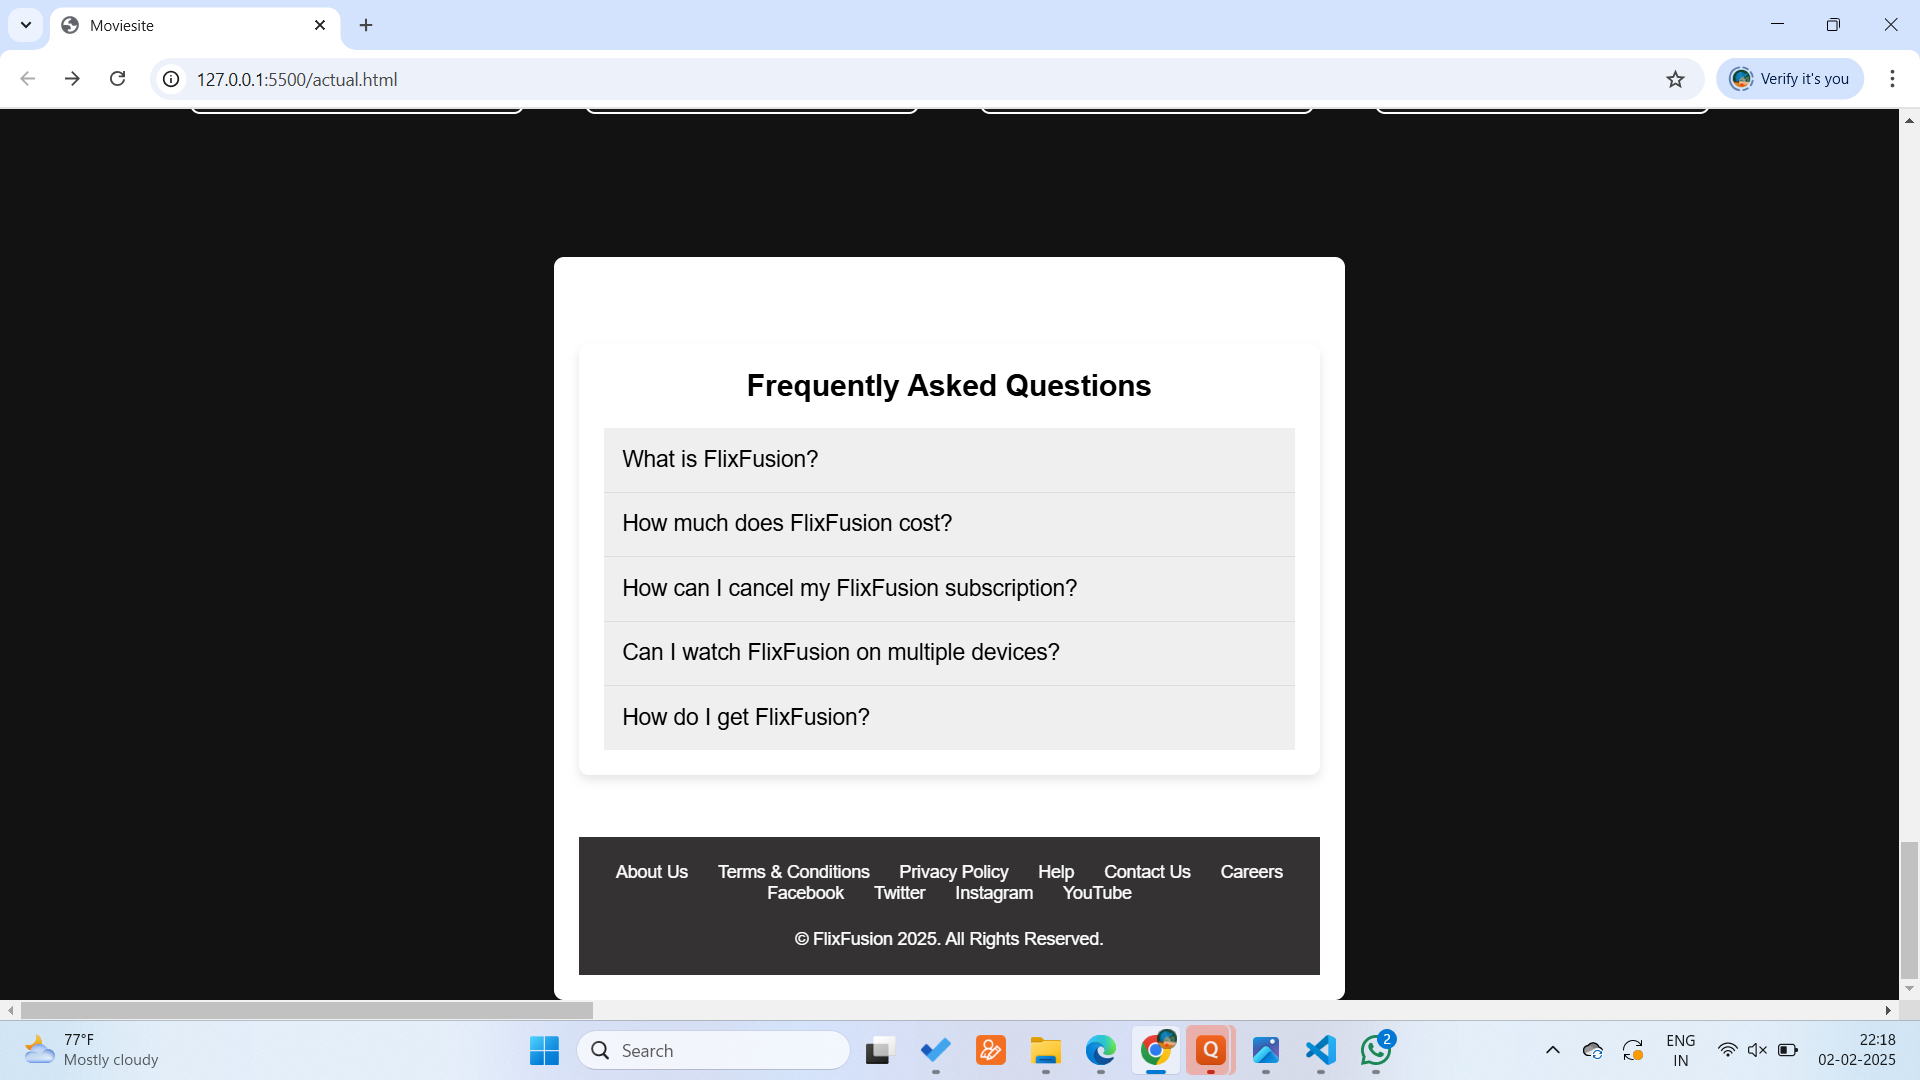 Moviesite
127.0.0.1:5500/actual.html
Verify it's you
Frequently Asked Questions
What is FlixFusion?
How much does FlixFusion cost?
How can I cancel my FlixFusion subscription?
Can I watch FlixFusion on multiple devices?
How do I get FlixFusion?
About Us Terms & Conditions Privacy Policy Help Contact Us Careers
Facebook Twitter Instagram YouTube
© FlixFusion 2025. All Rights Reserved.
77°F
Mostly cloudy
Search
Q
2
ENG
IN
22:18
02-02-2025